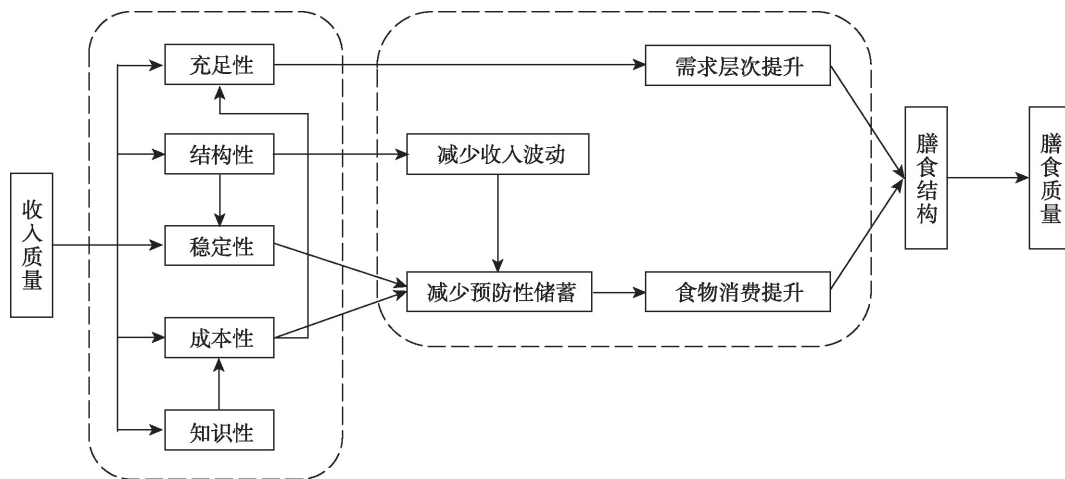 收入质量
充足性
结构性
稳定性
成本性
知识性
减少收入波动
减少预防性储蓄
需求层次提升
食物消费提升
膳食结构
膳食质量